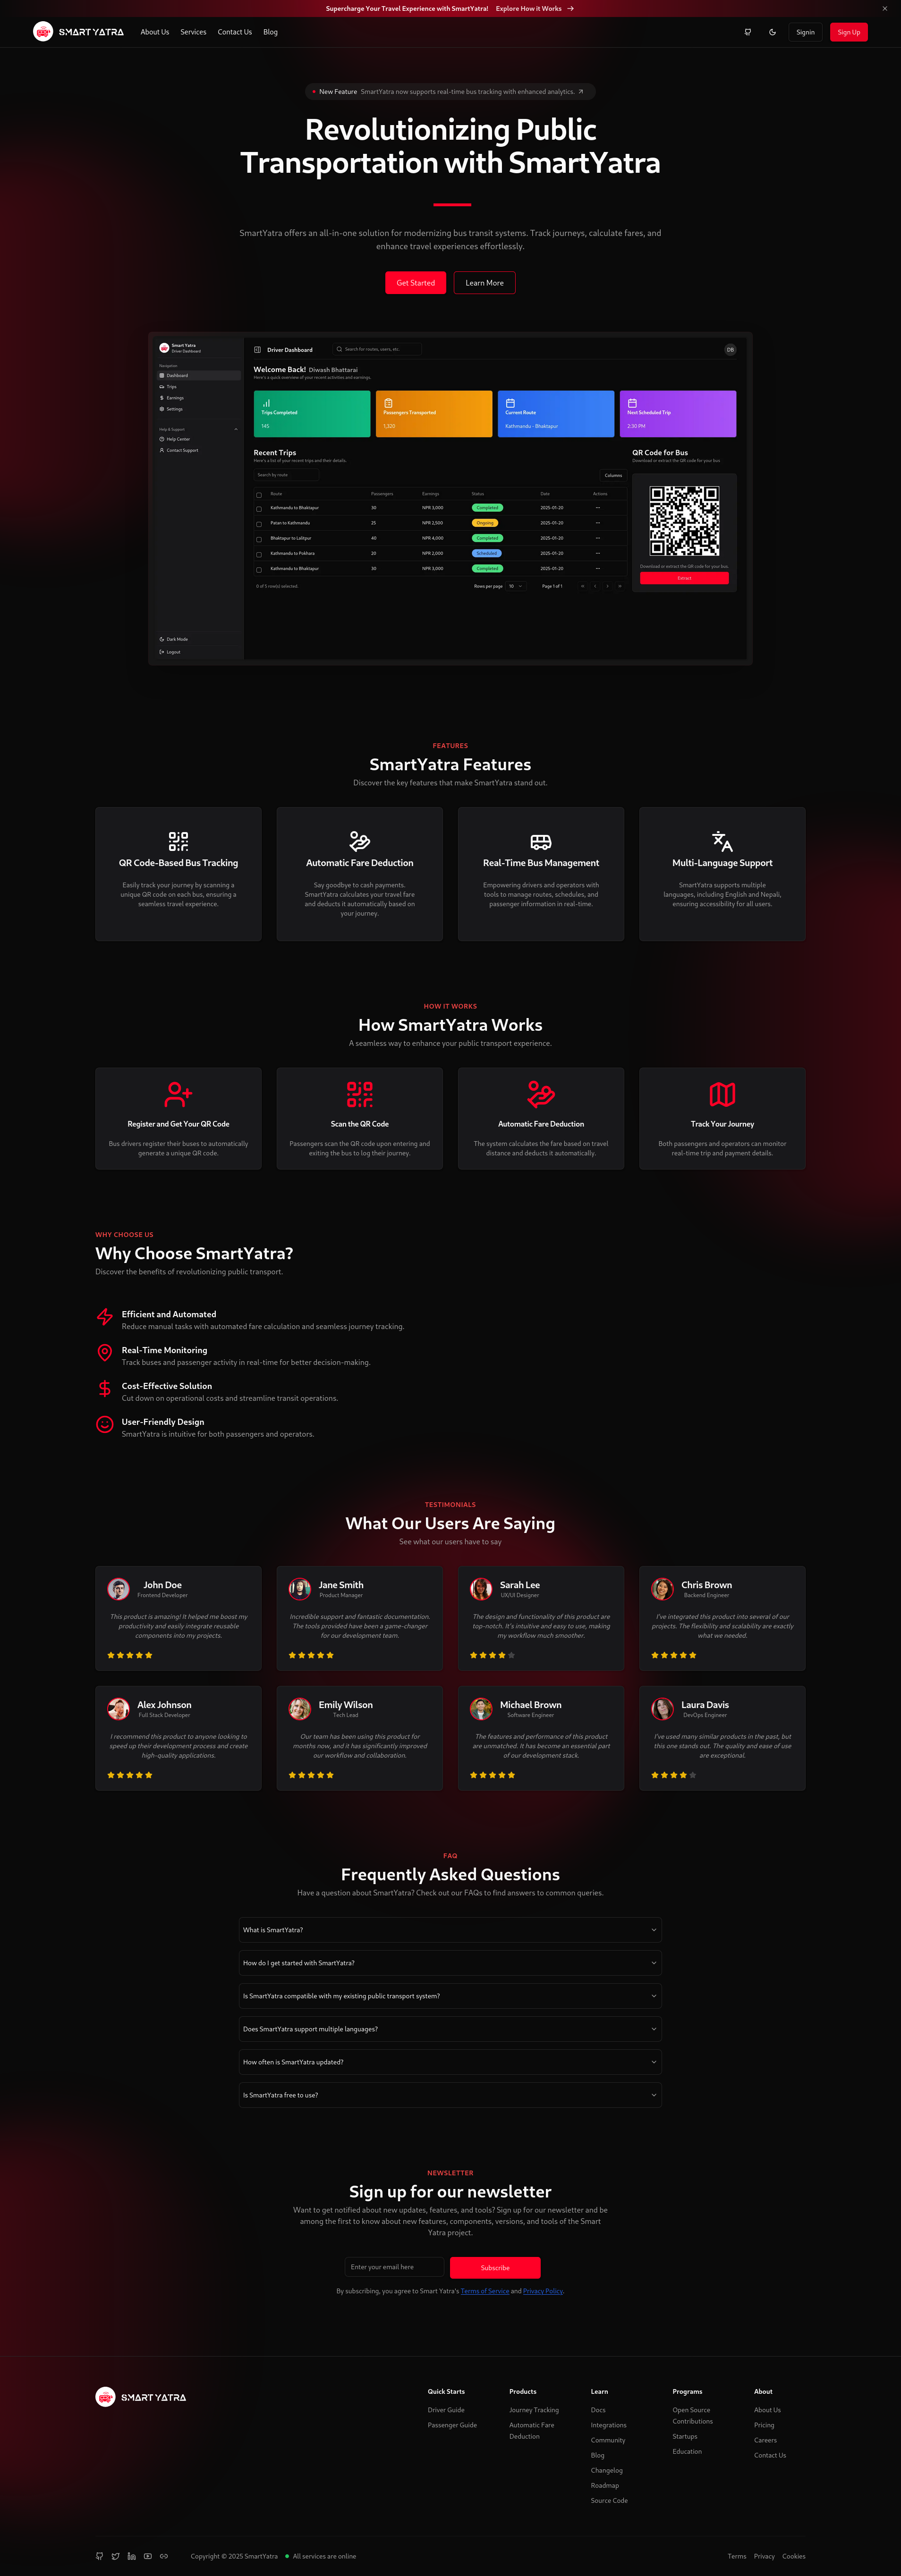 Supercharge Your Travel Experience with SmartYatra! Explore How it Works
SMART YATRA About Us Services Contact Us Blog Signin Sign Up
New Feature SmartYatra now supports real-time bus tracking with enhanced analytics.
Revolutionizing Public
Transportation with SmartYatra
SmartYatra offers an all-in-one solution for modernizing bus transit systems. Track journeys, calculate fares, and
enhance travel experiences effortlessly.
Get Started Learn More
Smart Yatra
Driver Dashboard
Navigation
Dashboard
Trips
Earnings
Settings
Help & Support
Help Center
Contact Support
Dark Mode
Logout
Driver Dashboard Search for routes, users, etc. DB
Welcome Back! Diwash Bhattarai
Here's a quick overview of your recent activities and earnings
Trips Completed
145
Passengers Transported
1,320
Current Route
Kathmandu - Bhaktapur
Next Scheduled Trip
2:30 PM
Recent Trips
Here's a list of your recent trips and their details.
Search by route Columns
Route Passengers Earnings Status Date Actions
Kathmandu to Bhaktapur 30 NPR 3,000 Completed 2025-01-20
Patan to Kathmandu 25 NPR 2,500 Ongoing 2025-01-20
Bhaktapur to Lalitpur 40 NPR 4,000 Completed 2025-01-20
Kathmandu to Pokhara 20 NPR 2,000 Scheduled 2025-01-20
Kathmandu to Bhaktapur 30 NPR 3,000 Completed 2025-01-20
0 of 5 row(s) selected. Rows per page 10 Page 1 of 1
QR Code for Bus
Download or extract the QR code for your bus
Download or extract the QR code for your bus.
Extract
FEATURES
SmartYatra Features
Discover the key features that make SmartYatra stand out.
QR Code-Based Bus Tracking
Easily track your journey by scanning a
unique QR code on each bus, ensuring a
seamless travel experience.
Automatic Fare Deduction
Say goodbye to cash payments.
SmartYatra calculates your travel fare
and deducts it automatically based on
your journey.
Real-Time Bus Management
Empowering drivers and operators with
tools to manage routes, schedules, and
passenger information in real-time.
Multi-Language Support
SmartYatra supports multiple
languages, including English and Nepali,
ensuring accessibility for all users.
HOW IT WORKS
How SmartYatra Works
A seamless way to enhance your public transport experience.
Register and Get Your QR Code
Bus drivers register their buses to automatically
generate a unique QR code.
Scan the QR Code
Passengers scan the QR code upon entering and
exiting the bus to log their journey.
Automatic Fare Deduction
The system calculates the fare based on travel
distance and deducts it automatically.
Track Your Journey
Both passengers and operators can monitor
real-time trip and payment details.
WHY CHOOSE US
Why Choose SmartYatra?
Discover the benefits of revolutionizing public transport.
Efficient and Automated
Reduce manual tasks with automated fare calculation and seamless journey tracking.
Real-Time Monitoring
Track buses and passenger activity in real-time for better decision-making.
Cost-Effective Solution
Cut down on operational costs and streamline transit operations.
User-Friendly Design
SmartYatra is intuitive for both passengers and operators.
TESTIMONIALS
What Our Users Are Saying
See what our users have to say
John Doe
Frontend Developer
This product is amazing! It helped me boost my
productivity and easily integrate reusable
components into my projects.
Jane Smith
Product Manager
Incredible support and fantastic documentation.
The tools provided have been a game-changer
for our development team.
Sarah Lee
UX/UI Designer
The design and functionality of this product are
top-notch. It's intuitive and easy to use, making
my workflow much smoother.
Chris Brown
Backend Engineer
I've integrated this product into several of our
projects. The flexibility and scalability are exactly
what we needed.
Alex Johnson
Full Stack Developer
I recommend this product to anyone looking to
speed up their development process and create
high-quality applications.
Emily Wilson
Tech Lead
Our team has been using this product for
months now, and it has significantly improved
our workflow and collaboration.
Michael Brown
Software Engineer
The features and performance of this product
are unmatched. It has become an essential part
of our development stack.
Laura Davis
DevOps Engineer
I've used many similar products in the past, but
this one stands out. The quality and ease of use
are exceptional.
FAQ
Frequently Asked Questions
Have a question about SmartYatra? Check out our FAQs to find answers to common queries.
What is SmartYatra?
How do I get started with SmartYatra?
Is SmartYatra compatible with my existing public transport system?
Does SmartYatra support multiple languages?
How often is SmartYatra updated?
Is SmartYatra free to use?
NEWSLETTER
Sign up for our newsletter
Want to get notified about new updates, features, and tools? Sign up for our newsletter and be
among the first to know about new features, components, versions, and tools of the Smart
Yatra project.
Enter your email here Subscribe
By subscribing, you agree to Smart Yatra's Terms of Service and Privacy Policy.
SMART YATRA
Quick Starts
Driver Guide
Passenger Guide
Products
Journey Tracking
Automatic Fare
Deduction
Learn
Docs
Integrations
Community
Blog
Changelog
Roadmap
Source Code
Programs
Open Source
Contributions
Startups
Education
About
About Us
Pricing
Careers
Contact Us
Copyright © 2025 SmartYatra All services are online Terms Privacy Cookies